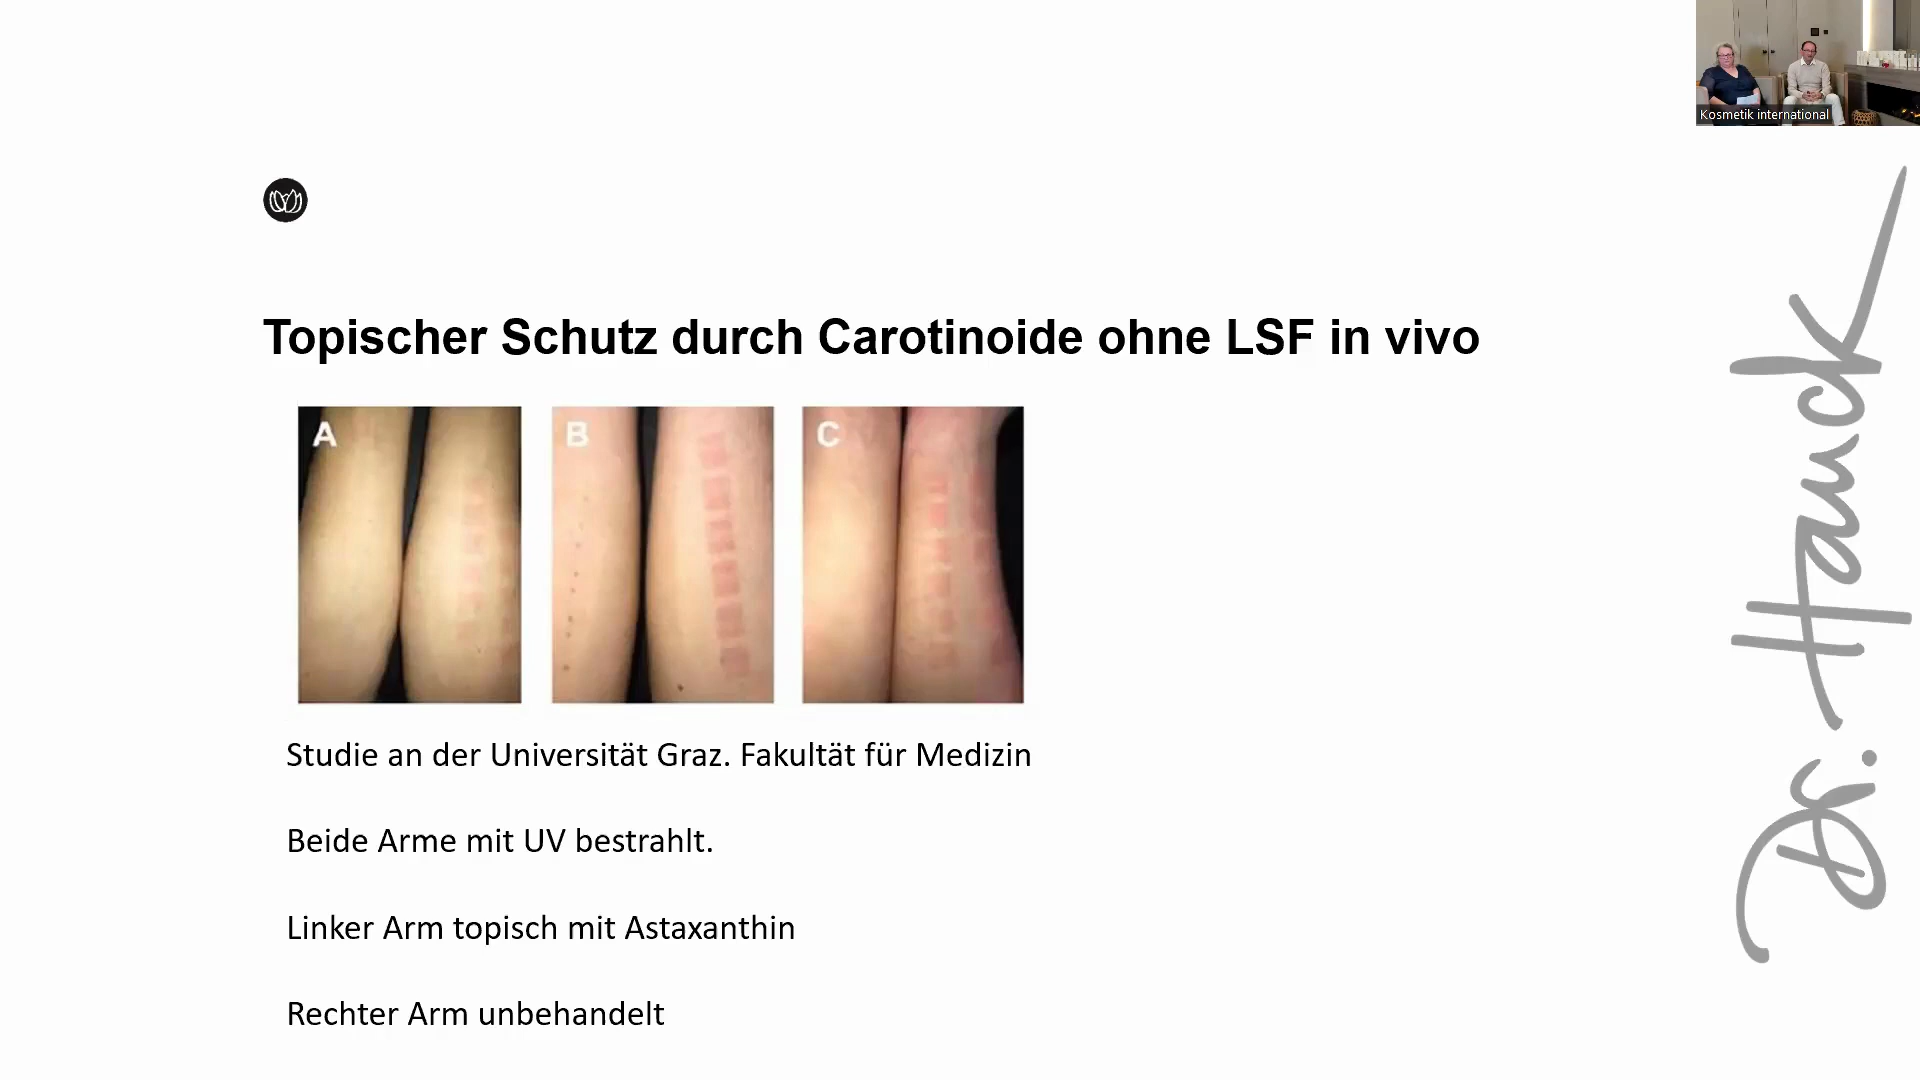 Kosmetik international
Topischer Schutz durch Carotinoide ohne LSF in vivo
A
B
C
Studie an der Universität Graz. Fakultät für Medizin
Beide Arme mit UV bestrahlt.
Linker Arm topisch mit Astaxanthin
Rechter Arm unbehandelt
Dr. Hauck